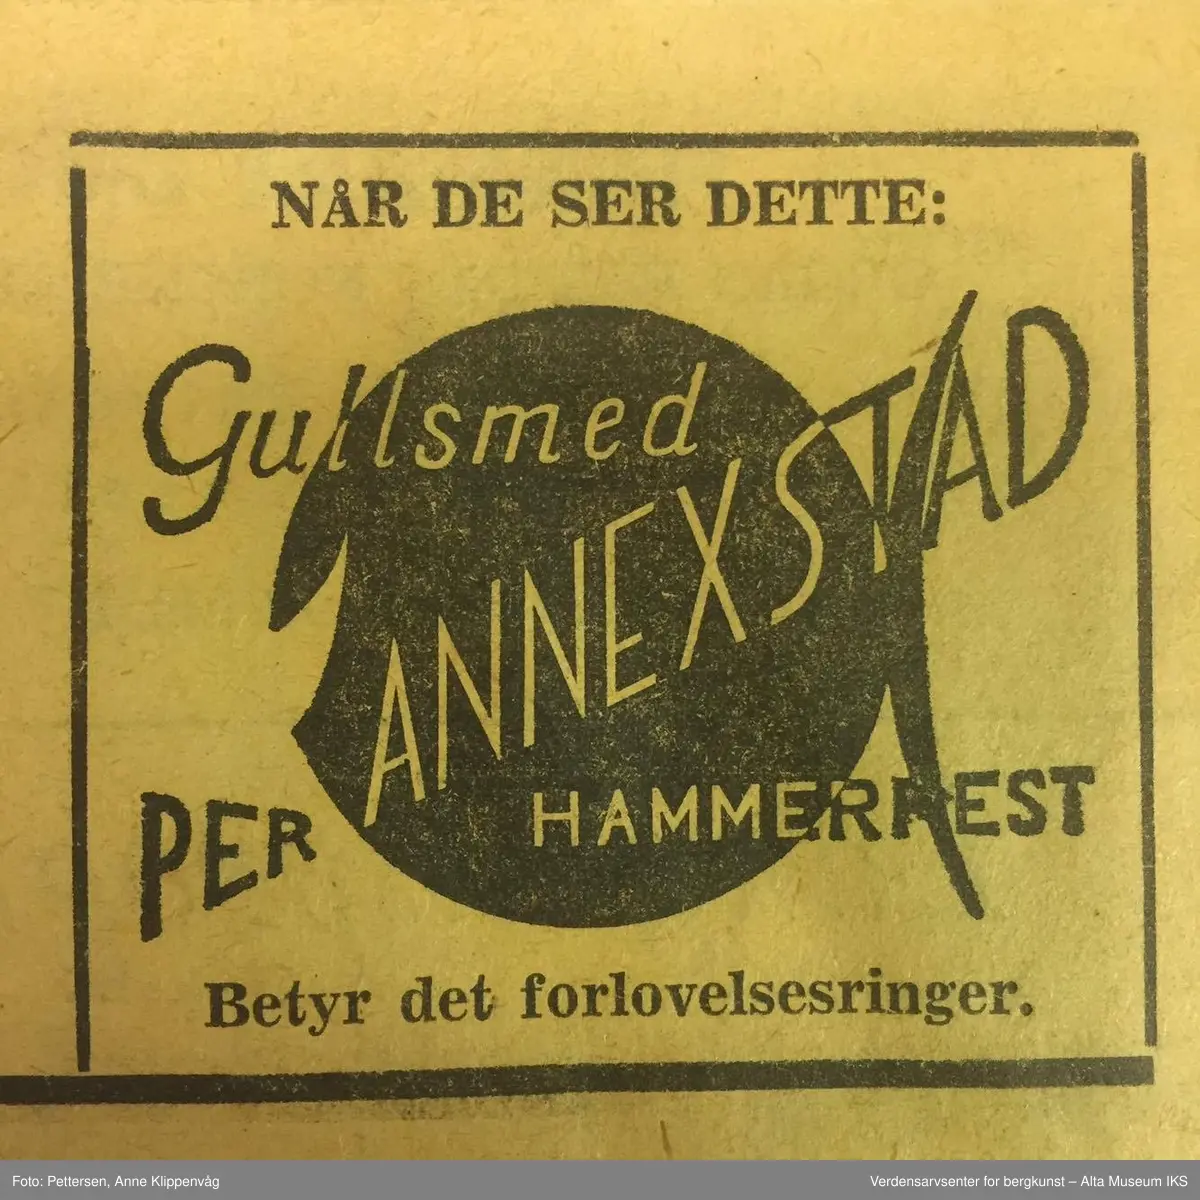 NÅR DE SER DETTE:
Gullsmed
ANNEXSTAD
PER
HAMMERFEST
Betyr det forlovelsesringer.
Foto: Pettersen, Anne Klippenvåg
Verdensarvsenter for bergkunst – Alta Museum IKS